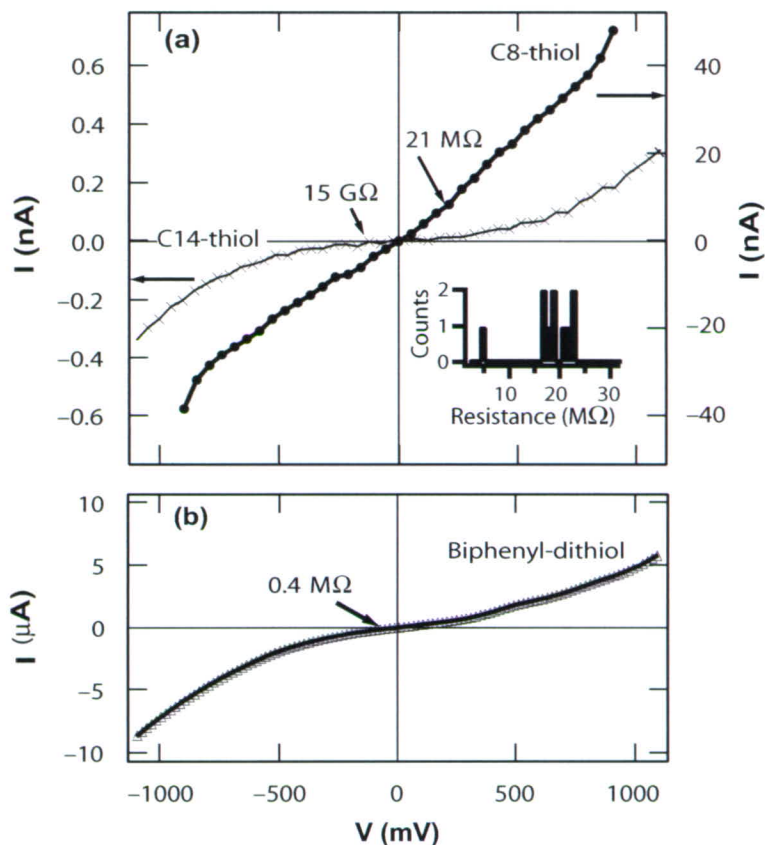 (a)
C8-thiol
21 MΩ
15 GΩ
C14-thiol
I (nA)
0.6
0.4
0.2
0.0
−0.2
−0.4
−0.6
40
20
0
−20
−40
I (nA)
Counts
2
1
0
10 20 30
Resistance (MΩ)
(b)
Biphenyl-dithiol
0.4 MΩ
I (μA)
10
5
0
−5
−10
−1000 −500 0 500 1000
V (mV)